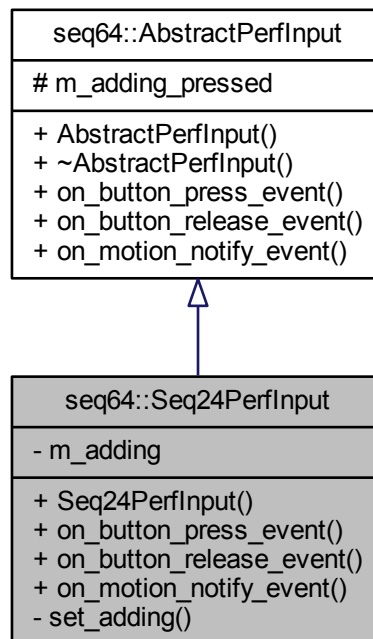 seq64::AbstractPerfInput
# m_adding_pressed
+ AbstractPerfInput()
+ ~AbstractPerfInput()
+ on_button_press_event()
+ on_button_release_event()
+ on_motion_notify_event()
seq64::Seq24PerfInput
- m_adding
+ Seq24PerfInput()
+ on_button_press_event()
+ on_button_release_event()
+ on_motion_notify_event()
- set_adding()